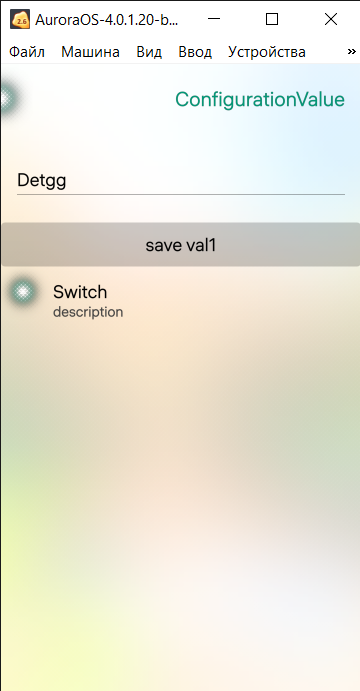 AuroraOS-4.0.1.20-b...
Файл Машина Вид Ввод Устройства »
ConfigurationValue
Detgg
save val1
Switch
description